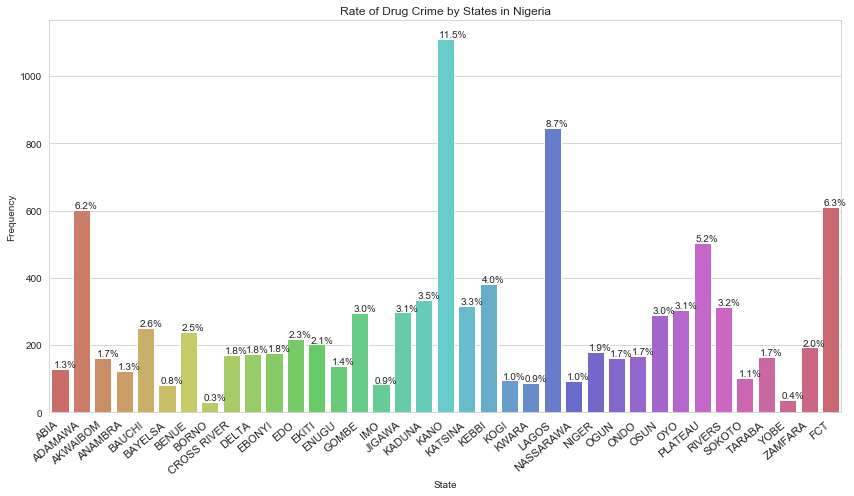 Rate of Drug Crime by States in Nigeria
Frequency
1000
800
600
400
200
0
1.3%
6.2%
1.7%
1.3%
2.6%
0.8%
2.5%
0.3%
1.8%
1.8%
1.8%
2.3%
2.1%
1.4%
3.0%
0.9%
3.1%
3.5%
11.5%
3.3%
4.0%
1.0%
0.9%
8.7%
1.0%
1.9%
1.7%
1.7%
3.0%
3.1%
5.2%
3.2%
1.1%
1.7%
0.4%
2.0%
6.3%
ABIA
ADAMAWA
AKWAIBOM
ANAMBRA
BAUCHI
BAYELSA
BENUE
BORNO
CROSS RIVER
DELTA
EBONYI
EDO
EKITI
ENUGU
GOMBE
IMO
JIGAWA
KADUNA
KANO
KATSINA
KEBBI
KOGI
KWARA
LAGOS
NASSARAWA
NIGER
OGUN
ONDO
OSUN
OYO
PLATEAU
RIVERS
SOKOTO
TARABA
YOBE
ZAMFARA
FCT
State